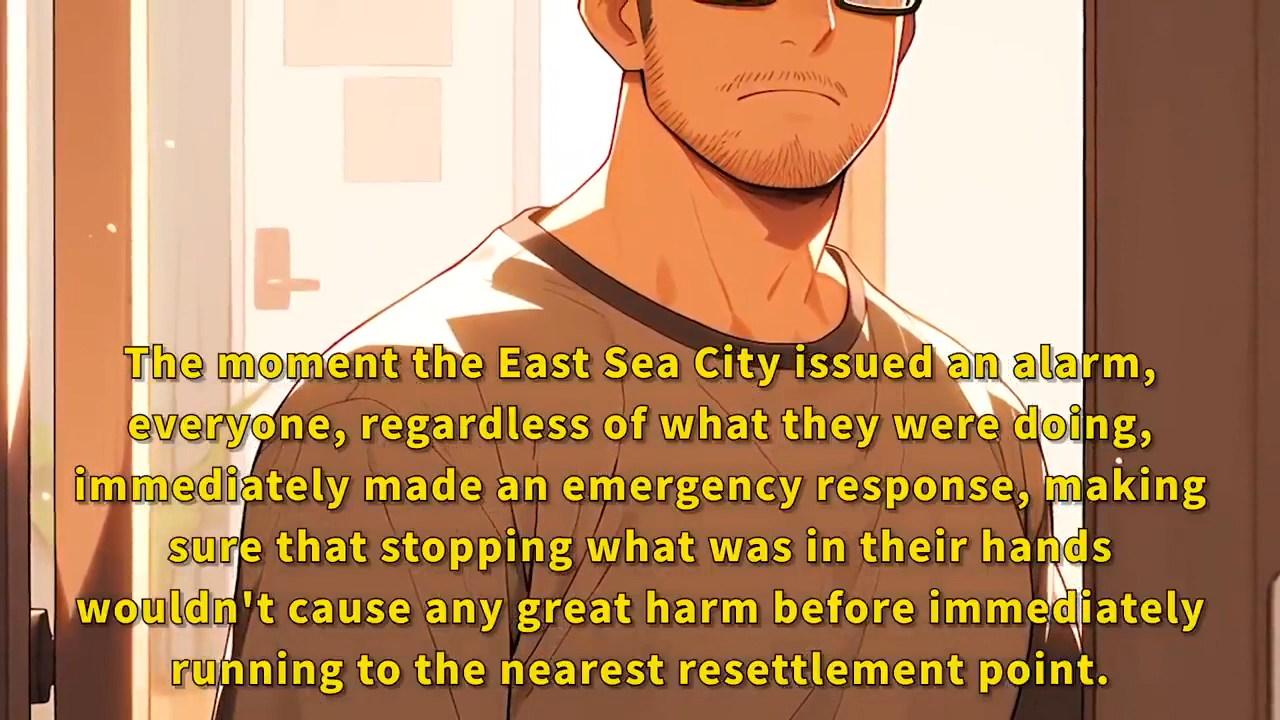 The moment the East Sea City issued an alarm,
everyone, regardless of what they were doing,
immediately made an emergency response, making
sure that stopping what was in their hands
wouldn't cause any great harm before immediately
running to the nearest resettlement point.